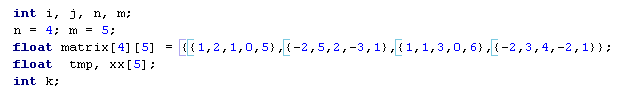 int i, j, n, m;
n = 4; m = 5;
float matrix[4][5] = {{1,2,1,0,5},{-2,5,2,-3,1},{1,1,3,0,6},{-2,3,4,-2,1}};
float  tmp, xx[5];
int k;